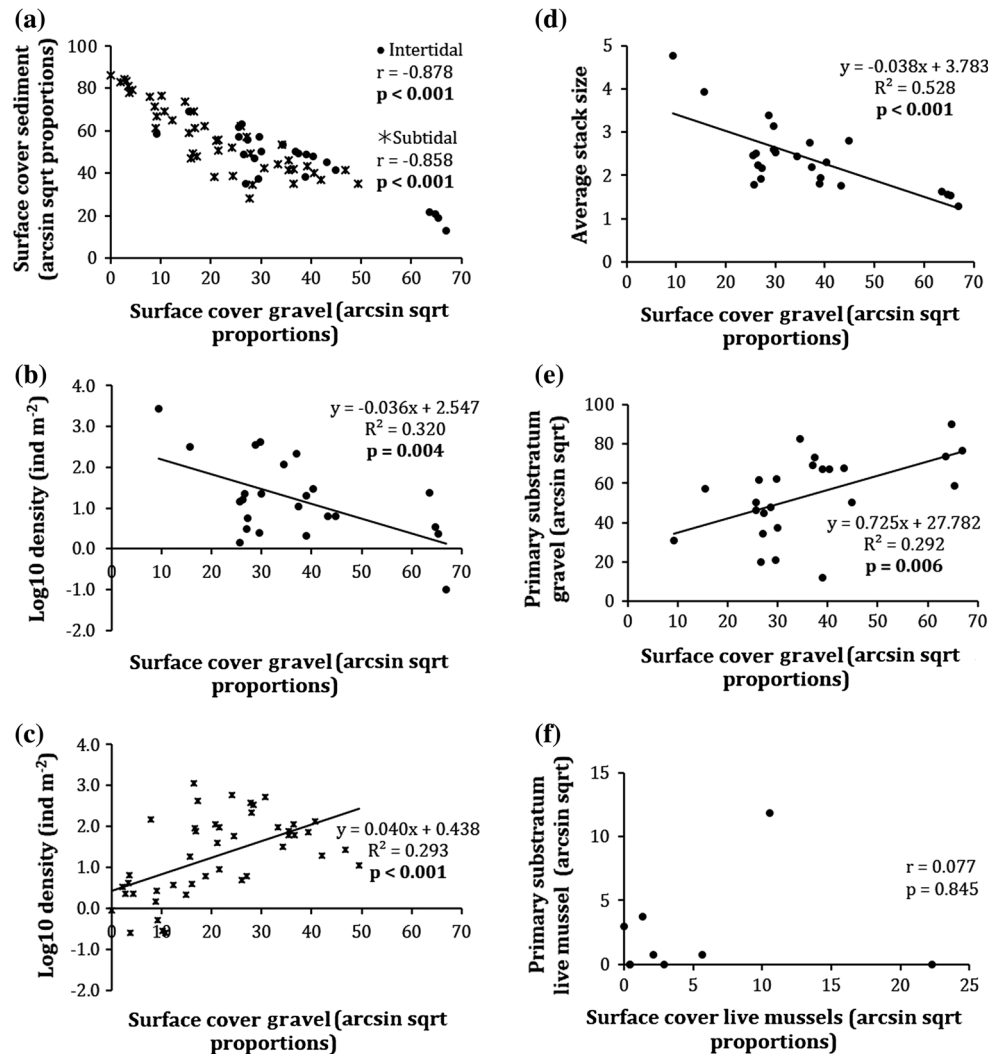 (a)
Surface cover sediment
(arcsin sqrt proportions)
100
80
60
40
20
0
0 10 20 30 40 50 60 70
● Intertidal
r = -0.878
p < 0.001
✳Subtidal
r = -0.858
p < 0.001
Surface cover gravel (arcsin sqrt
proportions)
(b)
Log10 density (ind m-2)
4.0
3.0
2.0
1.0
0.0
-1.0
-2.0
0 10 20 30 40 50 60 70
y = -0.036x + 2.547
R² = 0.320
p = 0.004
Surface cover gravel (arcsin sqrt
proportions)
(c)
Log10 density (ind m-2)
4.0
3.0
2.0
1.0
0.0
-1.0
-2.0
0 10 20 30 40 50 60 70
y = 0.040x + 0.438
R² = 0.293
p < 0.001
Surface cover gravel (arcsin sqrt
proportions)
(d)
Average stack size
5
4
3
2
1
0
0 10 20 30 40 50 60 70
y = -0.038x + 3.783
R² = 0.528
p < 0.001
Surface cover gravel (arcsin sqrt
proportions)
(e)
Primary substratum
gravel (arcsin sqrt)
100
80
60
40
20
0
0 10 20 30 40 50 60 70
y = 0.725x + 27.782
R² = 0.292
p = 0.006
Surface cover gravel (arcsin sqrt
proportions)
(f)
Primary substratum
live mussel (arcsin sqrt)
15
10
5
0
0 5 10 15 20 25
r = 0.077
p = 0.845
Surface cover live mussels (arcsin sqrt
proportions)